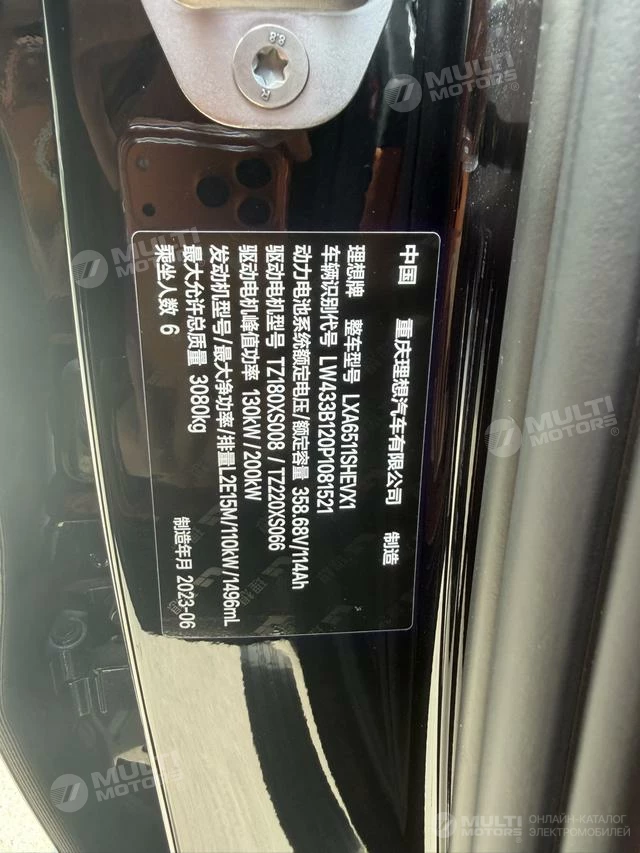 8.8
R
中国 重庆理想汽车有限公司 制造
理想牌 整车型号 LXA6511SHEVX1
车辆识别代号 LW433B120P1081521
动力电池系统额定电压/额定容量 358.68V/114Ah
驱动电机型号 TZ180XS008 / TZ220XS066
驱动电机峰值功率 130kW/200kW
发动机型号/最大净功率/排量L2E15M/110kW/1496mL
最大允许总质量 3080kg
乘坐人数 6 制造年月 2023-06
MULTI MOTORS®
MULTI MOTORS®
MULTI MOTORS®
MULTI MOTORS®
MULTI MOTORS® ОНЛАЙН-КАТАЛОГ ЭЛЕКТРОМОБИЛЕЙ